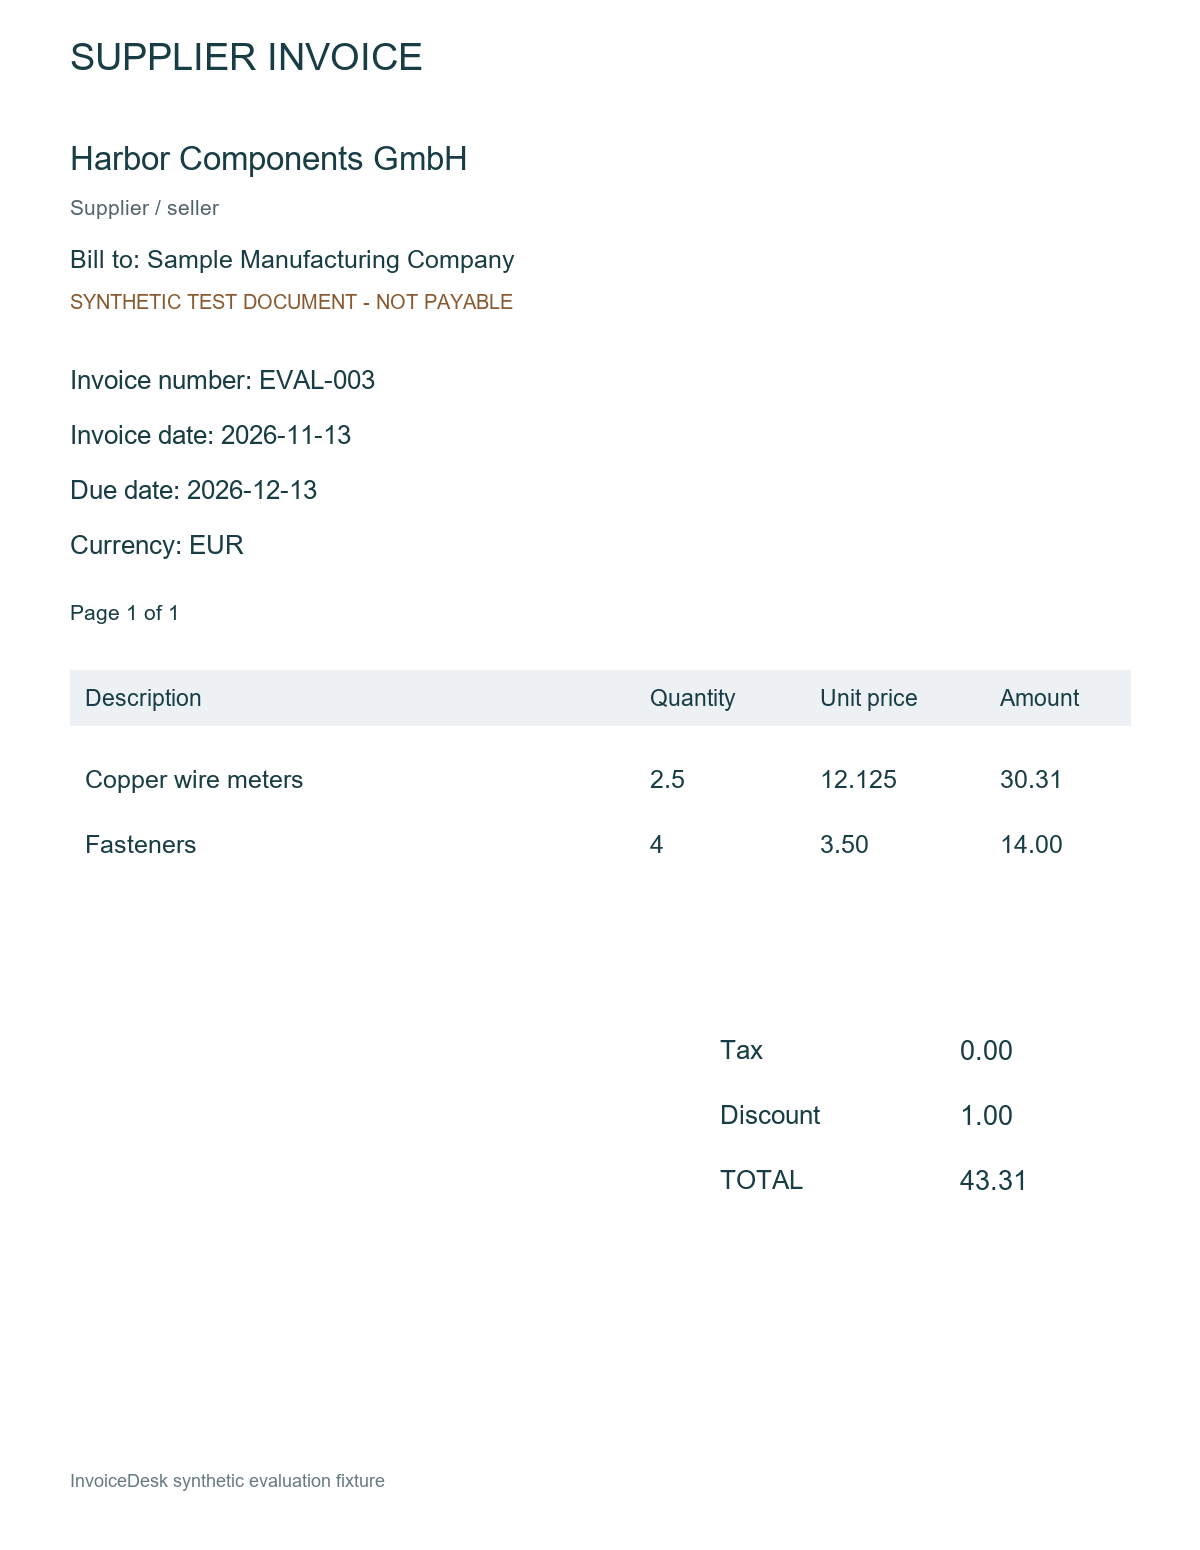 SUPPLIER INVOICE
Harbor Components GmbH
Supplier / seller
Bill to: Sample Manufacturing Company
SYNTHETIC TEST DOCUMENT - NOT PAYABLE
Invoice number: EVAL-003
Invoice date: 2026-11-13
Due date: 2026-12-13
Currency: EUR
Page 1 of 1
Description Quantity Unit price Amount
Copper wire meters 2.5 12.125 30.31
Fasteners 4 3.50 14.00
Tax 0.00
Discount 1.00
TOTAL 43.31
InvoiceDesk synthetic evaluation fixture